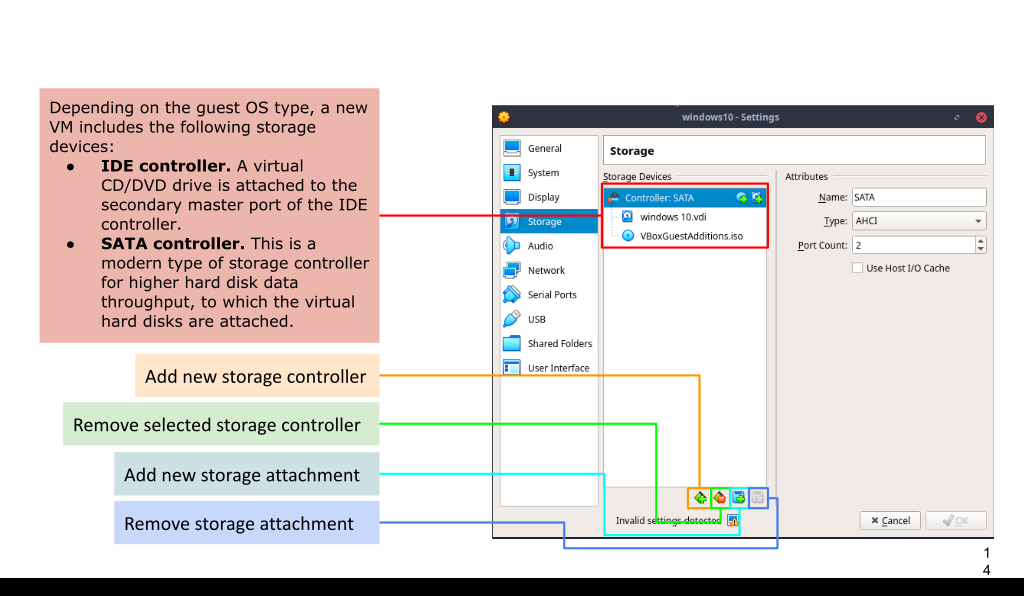 Depending on the guest OS type, a new
VM includes the following storage
devices:
● IDE controller. A virtual
CD/DVD drive is attached to the
secondary master port of the IDE
controller.
● SATA controller. This is a
modern type of storage controller
for higher hard disk data
throughput, to which the virtual
hard disks are attached.
Add new storage controller
Remove selected storage controller
Add new storage attachment
Remove storage attachment
windows10 - Settings
General
System
Display
Storage
Audio
Network
Serial Ports
USB
Shared Folders
User Interface
Storage
Storage Devices
Controller: SATA
windows 10.vdi
VBoxGuestAdditions.iso
Attributes
Name: SATA
Type: AHCI
Port Count: 2
Use Host I/O Cache
Invalid settings detected
Cancel
OK
1
4